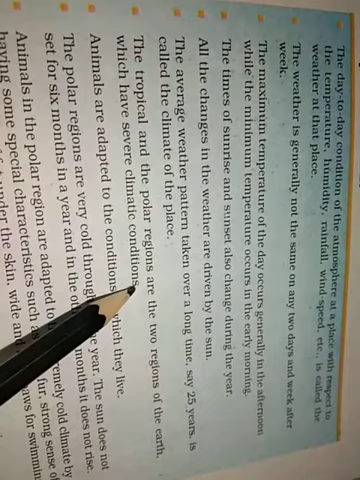 The day-to-day condition of the atmosphere at a place with respect to
the temperature, humidity, rainfall, wind-speed, etc., is called the
weather at that place.
The weather is generally not the same on any two days and week after
week.
The maximum temperature of the day occurs generally in the afternoon
while the minimum temperature occurs in the early morning.
The times of sunrise and sunset also change during the year.
All the changes in the weather are driven by the sun.
The average weather pattern taken over a long time, say 25 years, is
called the climate of the place.
The tropical and the polar regions are the two regions of the earth,
which have severe climatic conditions.
Animals are adapted to the conditions which they live.
The polar regions are very cold throug the year. The sun does not
set for six months in a year and in the months it does not rise.
Animals in the polar region are adapted to cold climate by
having some special characteristics such as fur, strong sense of
under the skin, wide and for